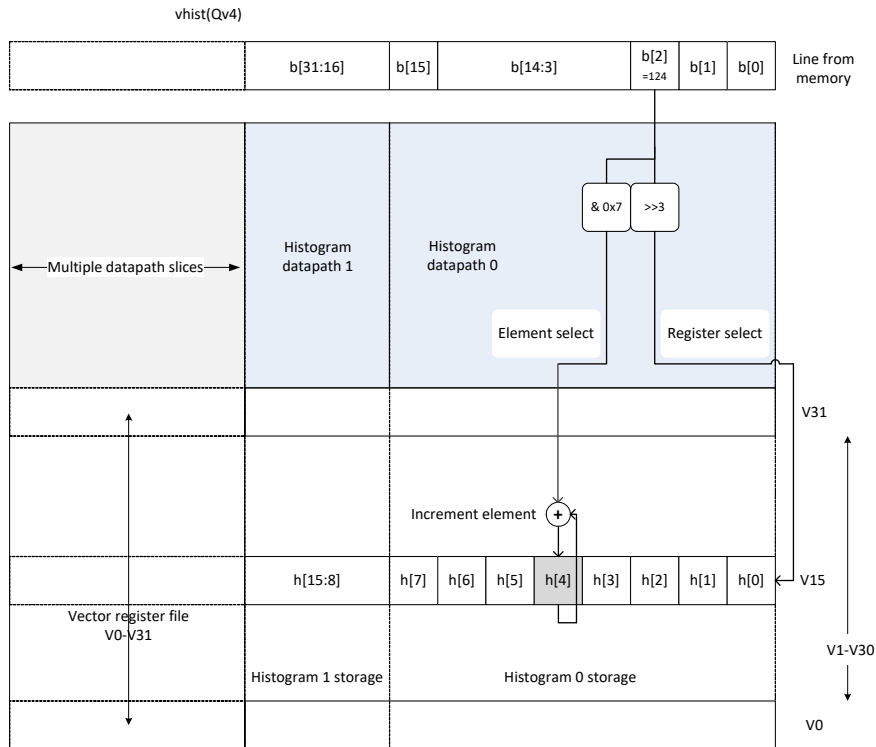 vhist(Qv4)
b[31:16] b[15] b[14:3] b[2] b[1] b[0] Line from
=124 memory
& 0x7 >>3
Histogram Histogram
Multiple datapath slices datapath 1 datapath 0
Element select Register select
V31
Increment element +
h[15:8] h[7] h[6] h[5] h[4] h[3] h[2] h[1] h[0] V15
Vector register file
V0-V31
V1-V30
Histogram 1 storage Histogram 0 storage
V0